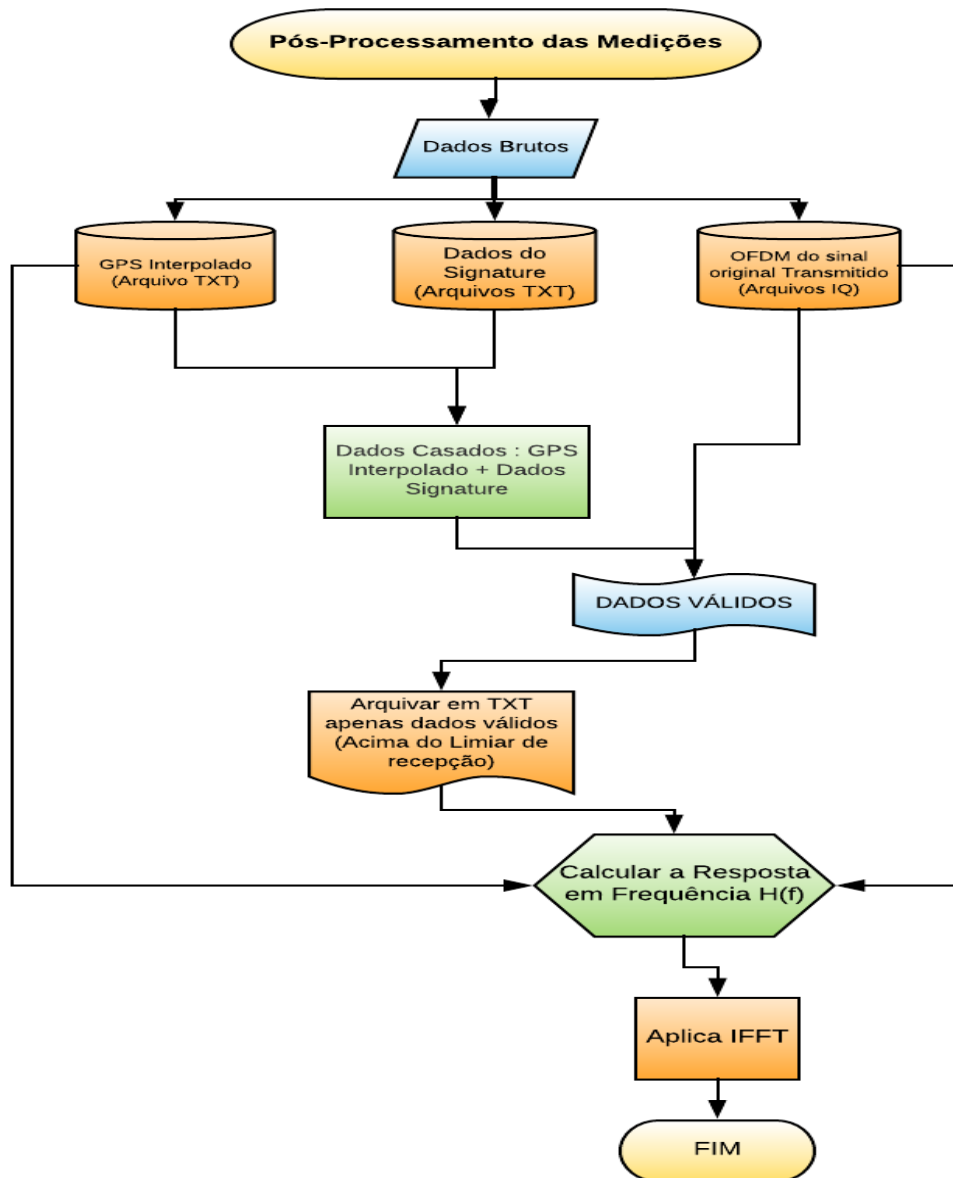 Pós-Processamento das Medições
Dados Brutos
GPS Interpolado
(Arquivo TXT)
Dados do
Signature
(Arquivos TXT)
OFDM do sinal
original Transmitido
(Arquivos IQ)
Dados Casados : GPS
Interpolado + Dados
Signature
DADOS VÁLIDOS
Arquivar em TXT
apenas dados válidos
(Acima do Limiar de
recepção)
Calcular a Resposta
em Frequência H(f)
Aplica IFFT
FIM